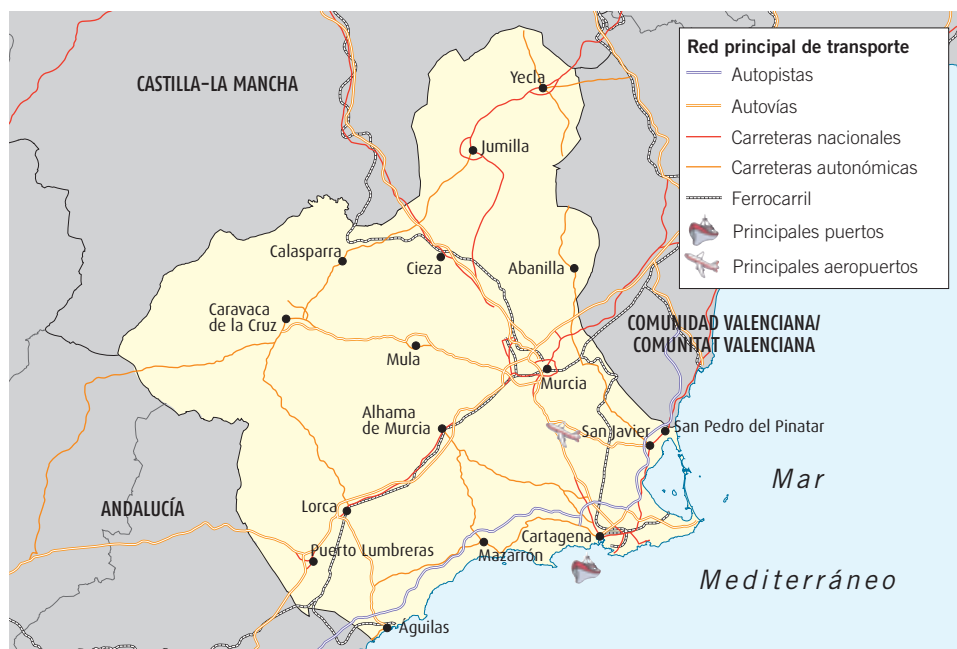 Red principal de transporte
Autopistas
Autovías
Carreteras nacionales
Carreteras autonómicas
Ferrocarril
Principales puertos
Principales aeropuertos
CASTILLA-LA MANCHA
Yecla
Jumilla
Calasparra
Cieza
Abanilla
Caravaca
de la Cruz
COMUNIDAD VALENCIANA/
COMUNITAT VALENCIANA
Mula
Murcia
Alhama
de Murcia
San Javier
San Pedro del Pinatar
Mar
ANDALUCÍA
Lorca
Cartagena
Puerto Lumbreras
Mazarrón
Mediterráneo
Águilas